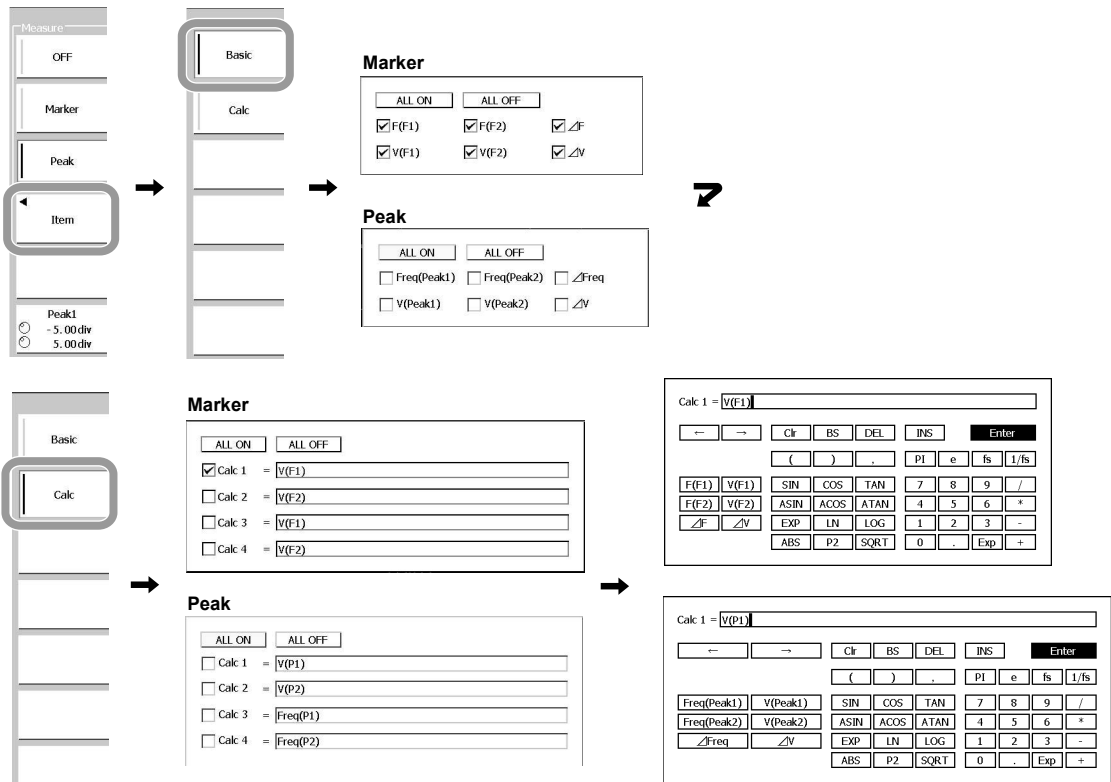 Measure
OFF
Marker
Peak
Item
Peak1
-5.00div
5.00div
Basic
Calc
Marker
ALL ON ALL OFF
F(F1) F(F2) ⊿F
V(F1) V(F2) ⊿V
Peak
ALL ON ALL OFF
Freq(Peak1) Freq(Peak2) ⊿Freq
V(Peak1) V(Peak2) ⊿V
Basic
Calc
Marker
ALL ON ALL OFF
Calc 1 = V(F1)
Calc 2 = V(F2)
Calc 3 = V(F1)
Calc 4 = V(F2)
Peak
ALL ON ALL OFF
Calc 1 = V(P1)
Calc 2 = V(P2)
Calc 3 = Freq(P1)
Calc 4 = Freq(P2)
Calc 1 = V(F1)
← → Clr BS DEL INS Enter
( ) , PI e fs 1/fs
F(F1) V(F1) SIN COS TAN 7 8 9 /
F(F2) V(F2) ASIN ACOS ATAN 4 5 6 *
⊿F ⊿V EXP LN LOG 1 2 3 -
ABS P2 SQRT 0 . Exp +
Calc 1 = V(P1)
← → Clr BS DEL INS Enter
( ) , PI e fs 1/fs
Freq(Peak1) V(Peak1) SIN COS TAN 7 8 9 /
Freq(Peak2) V(Peak2) ASIN ACOS ATAN 4 5 6 *
⊿Freq ⊿V EXP LN LOG 1 2 3 -
ABS P2 SQRT 0 . Exp +